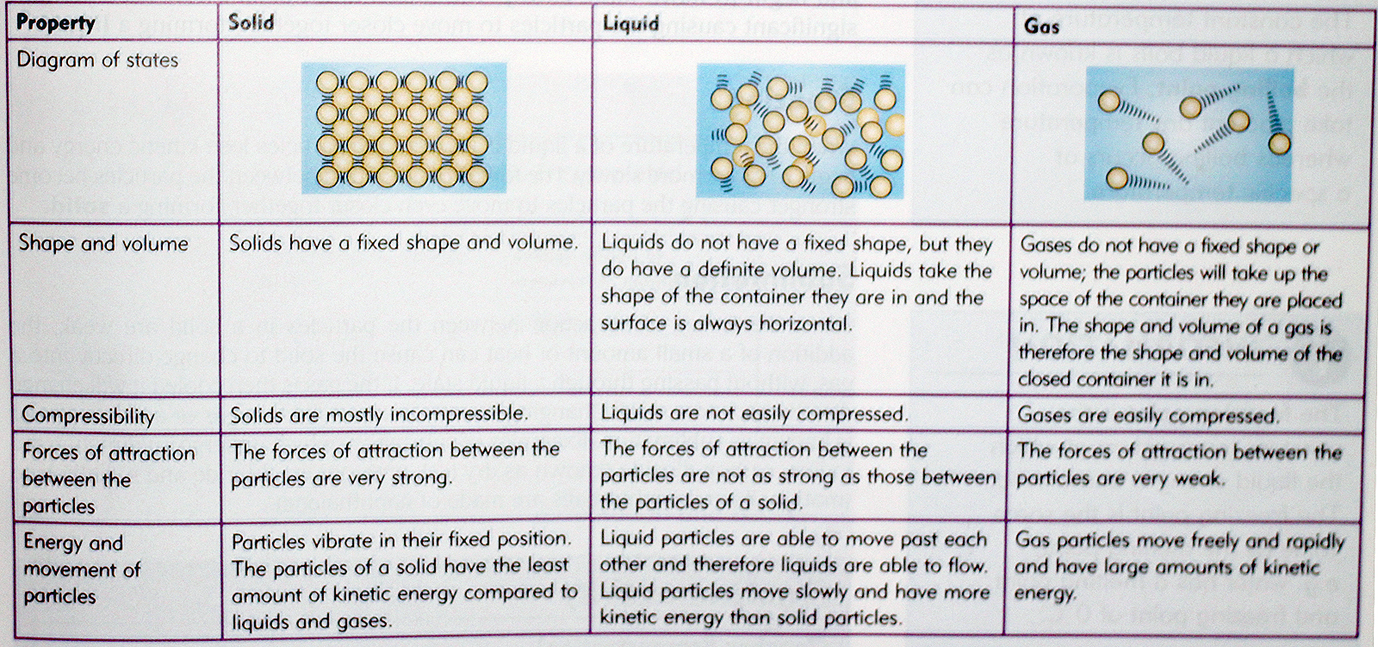 Property
Solid
Liquid
Gas
Diagram of states
Shape and volume
Solids have a fixed shape and volume.
Liquids do not have a fixed shape, but they
do have a definite volume. Liquids take the
shape of the container they are in and the
surface is always horizontal.
Gases do not have a fixed shape or
volume; the particles will take up the
space of the container they are placed
in. The shape and volume of a gas is
therefore the shape and volume of the
closed container it is in.
Compressibility
Solids are mostly incompressible.
Liquids are not easily compressed.
Gases are easily compressed.
Forces of attraction
between the
particles
The forces of attraction between the
particles are very strong.
The forces of attraction between the
particles are not as strong as those between
the particles of a solid.
The forces of attraction between the
particles are very weak.
Energy and
movement of
particles
Particles vibrate in their fixed position.
The particles of a solid have the least
amount of kinetic energy compared to
liquids and gases.
Liquid particles are able to move past each
other and therefore liquids are able to flow.
Liquid particles move slowly and have more
kinetic energy than solid particles.
Gas particles move freely and rapidly
and have large amounts of kinetic
energy.